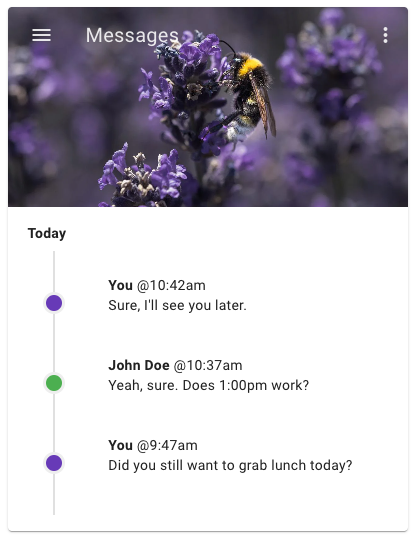 Messages
Today
You @10:42am
Sure, I'll see you later.
John Doe @10:37am
Yeah, sure. Does 1:00pm work?
You @9:47am
Did you still want to grab lunch today?